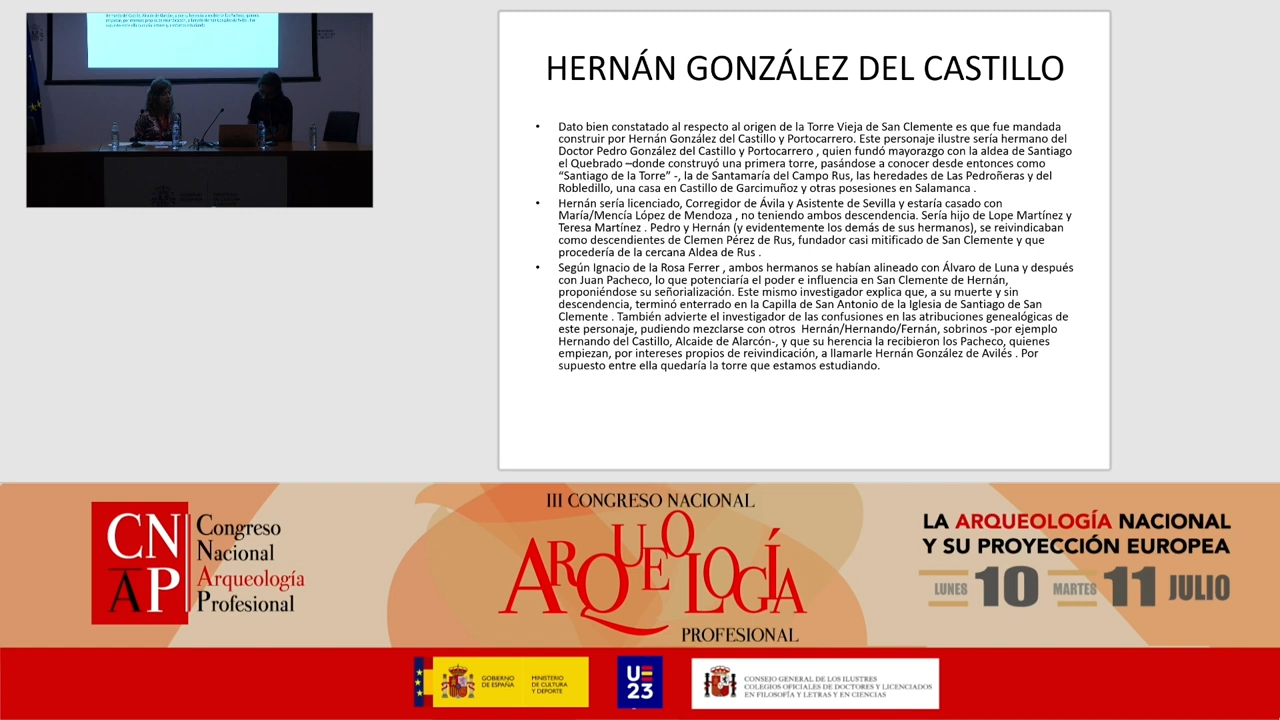 HERNÁN GONZÁLEZ DEL CASTILLO
• Dato bien constatado al respecto al origen de la Torre Vieja de San Clemente es que fue mandada
construir por Hernán González del Castillo y Portocarrero. Este personaje ilustre sería hermano del
Doctor Pedro González del Castillo y Portocarrero , quien fundó mayorazgo con la aldea de Santiago
el Quebrado –donde construyó una primera torre, pasándose a conocer desde entonces como
“Santiago de la Torre” -, la de Santamaría del Campo Rus, las heredades de Las Pedroñeras y del
Robledillo, una casa en Castillo de Garcimuñoz y otras posesiones en Salamanca .
• Hernán sería licenciado, Corregidor de Ávila y Asistente de Sevilla y estaría casado con
María/Mencía López de Mendoza , no teniendo ambos descendencia. Sería hijo de Lope Martínez y
Teresa Martínez . Pedro y Hernán (y evidentemente los demás de sus hermanos), se reivindicaban
como descendientes de Clemen Pérez de Rus, fundador casi mitificado de San Clemente y que
procedería de la cercana Aldea de Rus .
• Según Ignacio de la Rosa Ferrer , ambos hermanos se habían alineado con Álvaro de Luna y después
con Juan Pacheco, lo que potenciaría el poder e influencia en San Clemente de Hernán,
proponiéndose su señorialización. Este mismo investigador explica que, a su muerte y sin
descendencia, terminó enterrado en la Capilla de San Antonio de la Iglesia de Santiago de San
Clemente . También advierte el investigador de las confusiones en las atribuciones genealógicas de
este personaje, pudiendo mezclarse con otros Hernán/Hernando/Fernán, sobrinos -por ejemplo
Hernando del Castillo, Alcaide de Alarcón-, y que su herencia la recibieron los Pacheco, quienes
empiezan, por intereses propios de reivindicación, a llamarle Hernán González de Avilés . Por
supuesto entre ella quedaría la torre que estamos estudiando.
CN
AP
Congreso
Nacional
Arqueología
Profesional
III CONGRESO NACIONAL
ARQUEOLOGÍA
PROFESIONAL
LA ARQUEOLOGÍA NACIONAL
Y SU PROYECCIÓN EUROPEA
LUNES 10 MARTES 11 JULIO
GOBIERNO
DE ESPAÑA
MINISTERIO
DE CULTURA
Y DEPORTE
UE
23
CONSEJO GENERAL DE LOS ILUSTRES
COLEGIOS OFICIALES DE DOCTORES Y LICENCIADOS
EN FILOSOFÍA Y LETRAS Y EN CIENCIAS